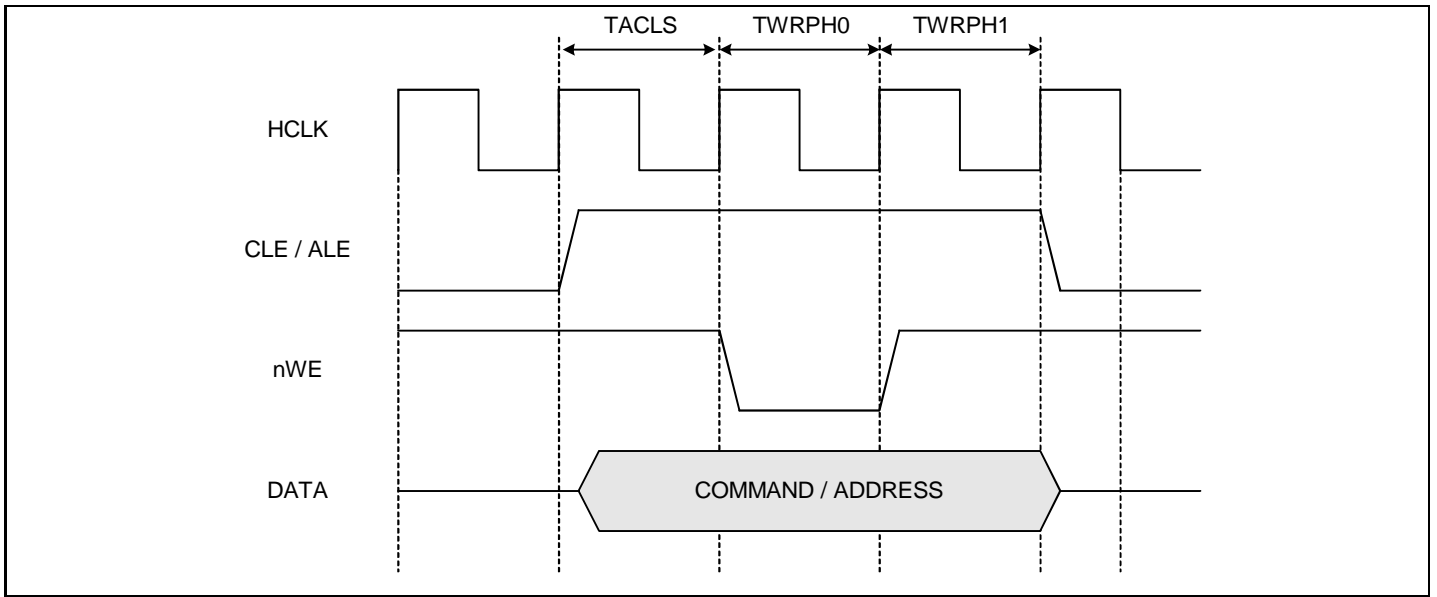 TACLS TWRPH0 TWRPH1
HCLK
CLE / ALE
nWE
DATA COMMAND / ADDRESS